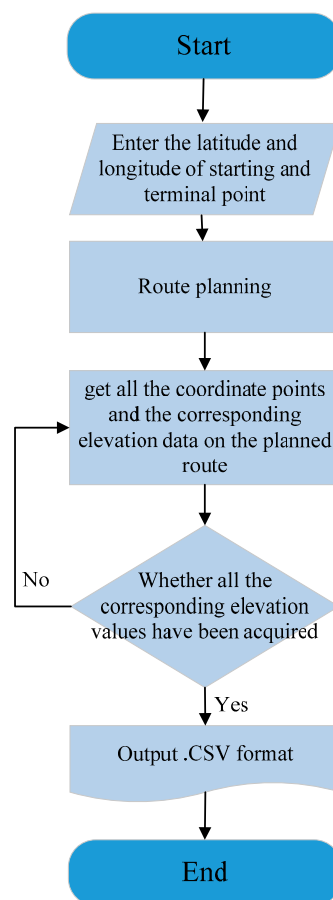 Start
Enter the latitude and
longitude of starting and
terminal point
Route planning
get all the coordinate points
and the corresponding
elevation data on the planned
route
No
Whether all the
corresponding elevation
values have been acquired
Yes
Output .CSV format
End